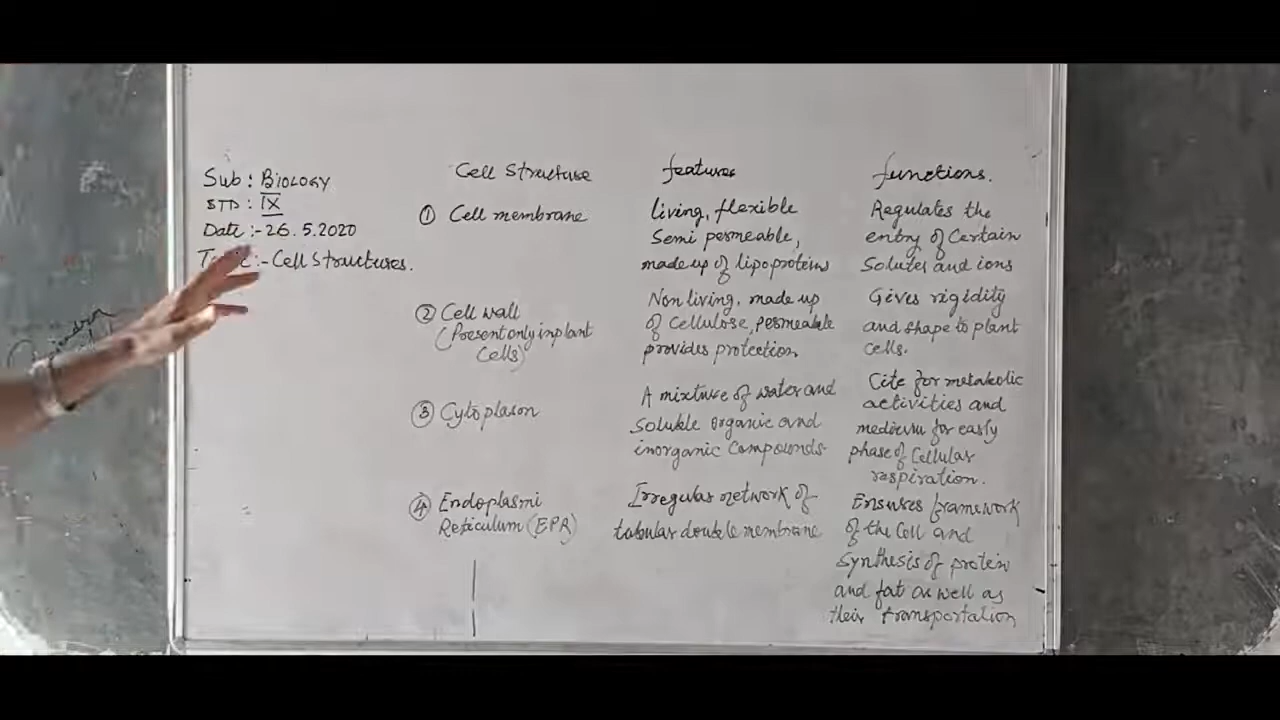 Sub : BIOLOGY
STD : IX
Date :- 26.5.2020
:- Cell Structures.
Cell Structure
features
functions.
① Cell membrane
living, flexible
Semi permeable,
made up of lipoproteins
Regulates the
entry of Certain
Solutes and ions
② Cell wall
(Present only in plant
Cells)
Non living, made up
of Cellulose, permeable
provides protection.
Gives rigidity
and shape to plant
cells.
③ Cytoplasm
A mixture of water and
Soluble organic and
inorganic Compounds
Cite for metabolic
activities and
medium for early
phase of Cellular
respiration.
④ Endoplasmi
Reticulum (EPR)
Irregular network of
tabular double membrane
Ensures framework
of the Cell and
Synthesis of protein
and fat as well as
their transportation